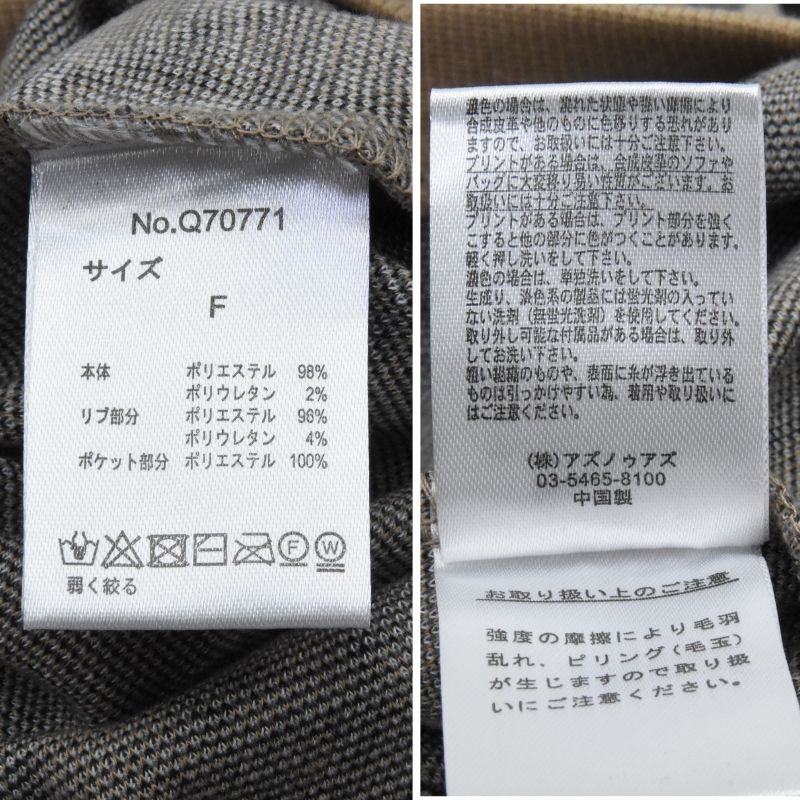 No.Q70771
サイズ
F
本体 ポリエステル 98%
ポリウレタン 2%
リブ部分 ポリエステル 96%
ポリウレタン 4%
ポケット部分 ポリエステル 100%
F W
弱く絞る
濃色の場合は、濡れた状態や強い摩擦により
合成皮革や他のものに色移りする恐れがあり
ますので、お取扱いには十分ご注意下さい。
プリントがある場合は、合成皮革のソファや
バッグに大変移り易い性質がございます。お
取扱いには十分ご注意下さい。
プリントがある場合は、プリント部分を強く
こすると他の部分に色がつくことがあります。
軽く押し洗いをして下さい。
濃色の場合は、単独洗いをして下さい。
生成り、淡色系の製品には蛍光剤の入ってい
ない洗剤（無蛍光洗剤）を使用してください。
取り外し可能な付属品がある場合は、取り外
してお洗い下さい。
粗い組織のものや、表面に糸が浮き出ている
ものは引っかけやすい為、着用や取り扱いに
はご注意ください。
（株）アズノゥアズ
03-5465-8100
中国製
お取り扱い上のご注意
強度の摩擦により毛羽
乱れ、ピリング(毛玉)
が生じますので取り扱
いにご注意ください。